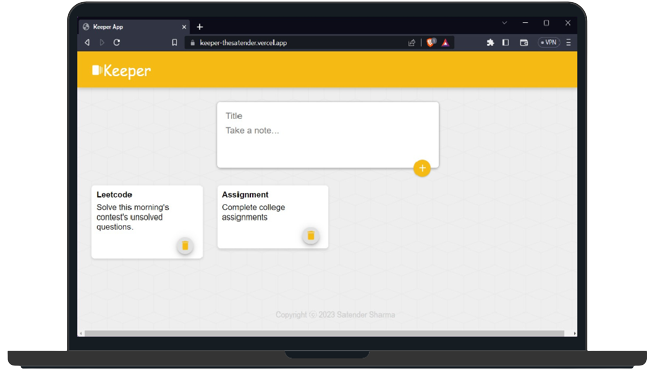 Keeper App
keeper-thesatender.vercel.app
VPN
Keeper
Title
Take a note...
Leetcode
Solve this morning's
contest's unsolved
questions.
Assignment
Complete college
assignments
Copyright ⓒ 2023 Satender Sharma